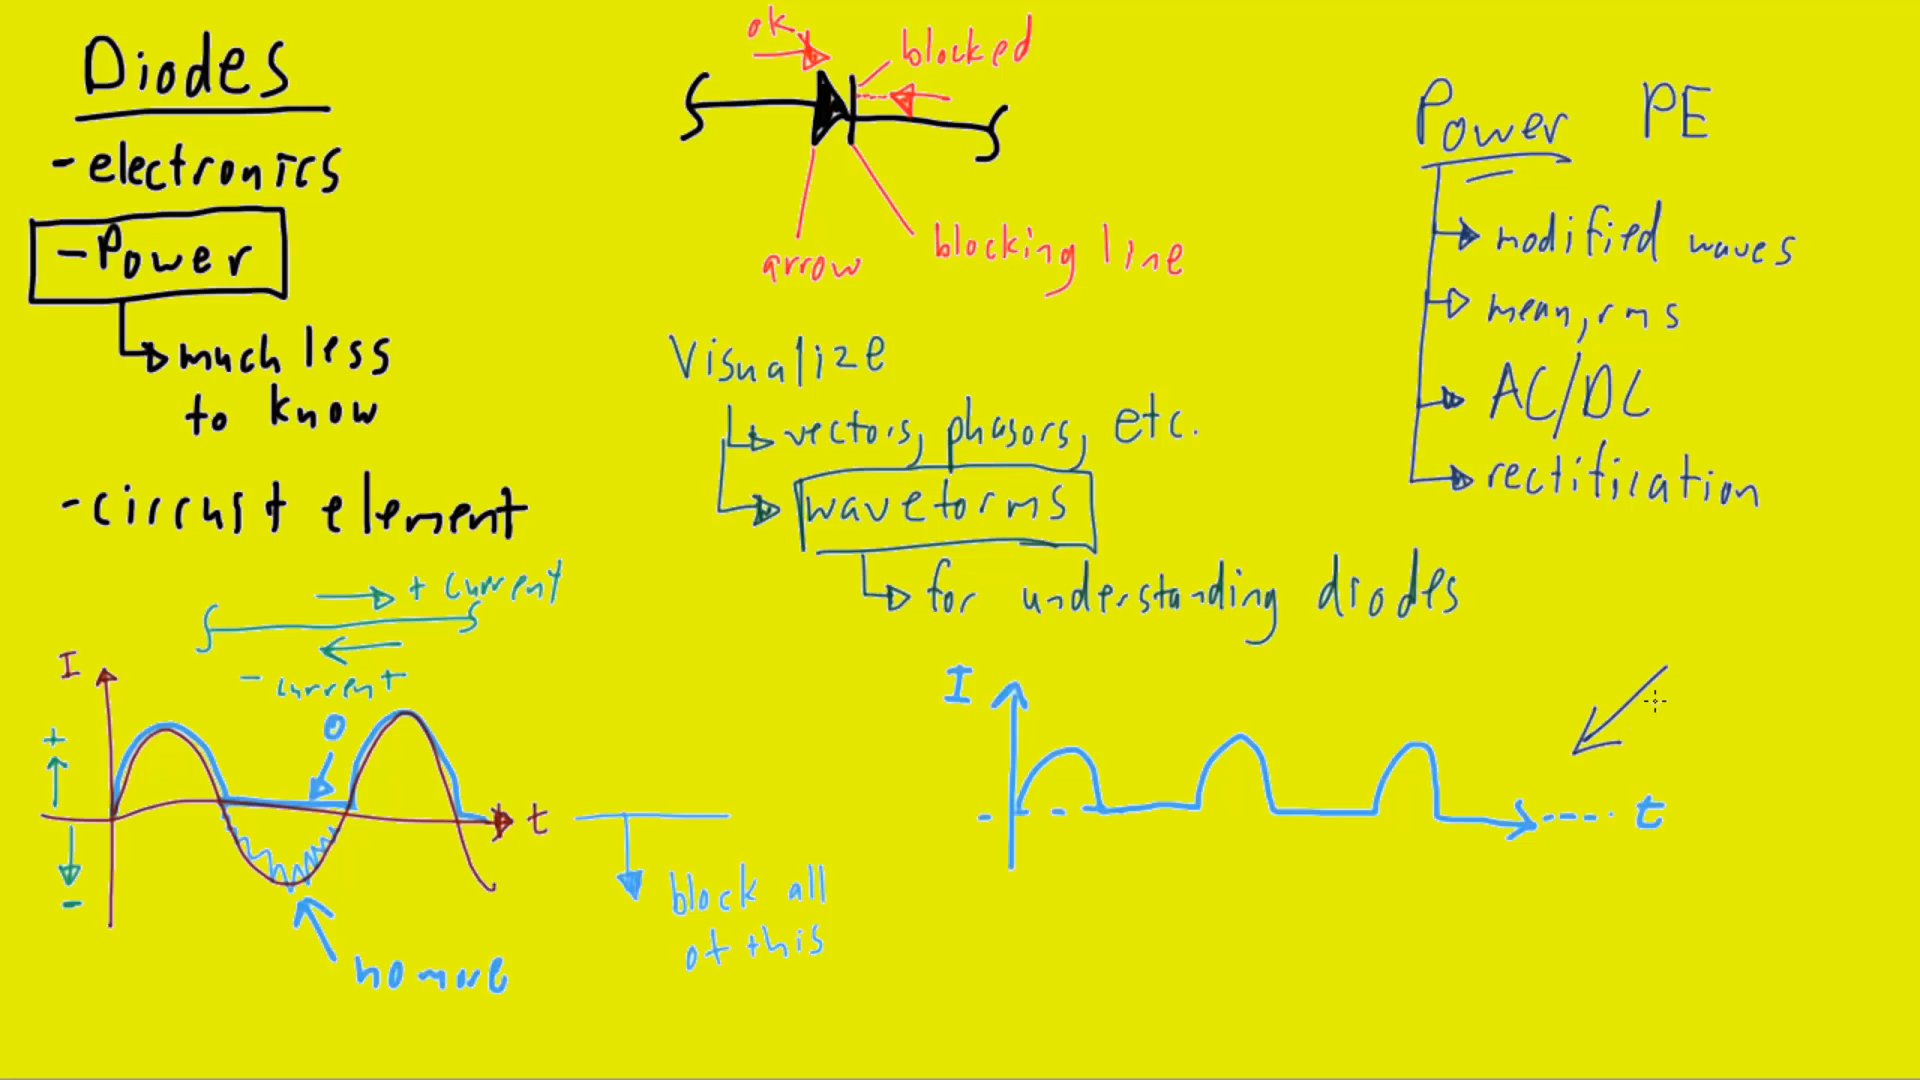 Diodes
- electronics
- Power
much less
to know
- circuit element
+ current
- current
I
+
-
0
t
no more
block all
of this
ok
blocked
arrow
blocking line
Visualize
vectors, phasors, etc.
waveforms
for understanding diodes
I
t
Power PE
modified waves
mean, rms
AC/DC
rectification